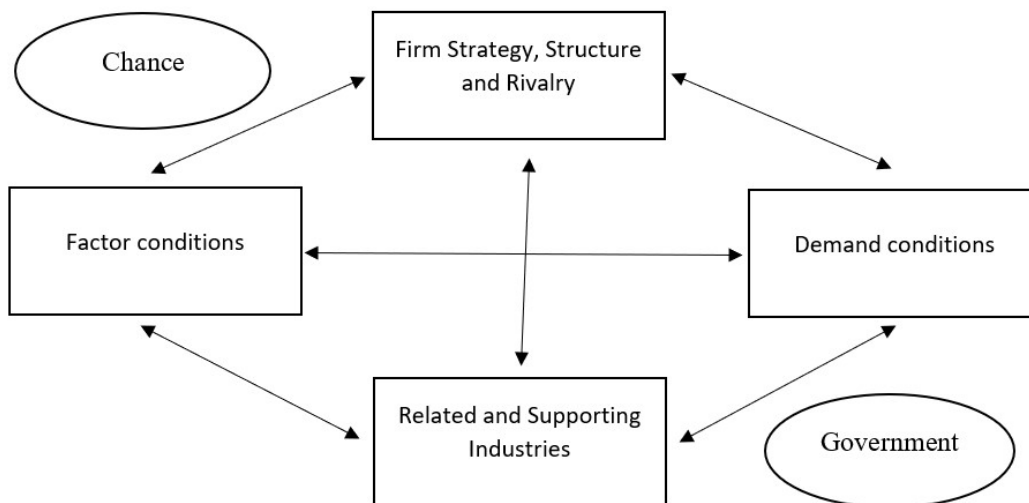 Chance
Firm Strategy, Structure
and Rivalry
Factor conditions
Demand conditions
Related and Supporting
Industries
Government